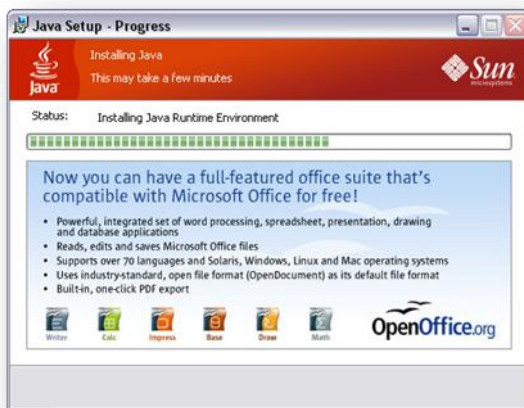 Java Setup - Progress
Java
Installing Java
This may take a few minutes
Sun
microsystems
Status: Installing Java Runtime Environment
Now you can have a full-featured office suite that's
compatible with Microsoft Office for free!
• Powerful, integrated set of word processing, spreadsheet, presentation, drawing
and database applications
• Reads, edits and saves Microsoft Office files
• Supports over 70 languages and Solaris, Windows, Linux and Mac operating systems
• Uses industry-standard, open file format (OpenDocument) as its default file format
• Built-in, one-click PDF export
Writer Calc Impress Base Draw Math
OpenOffice.org